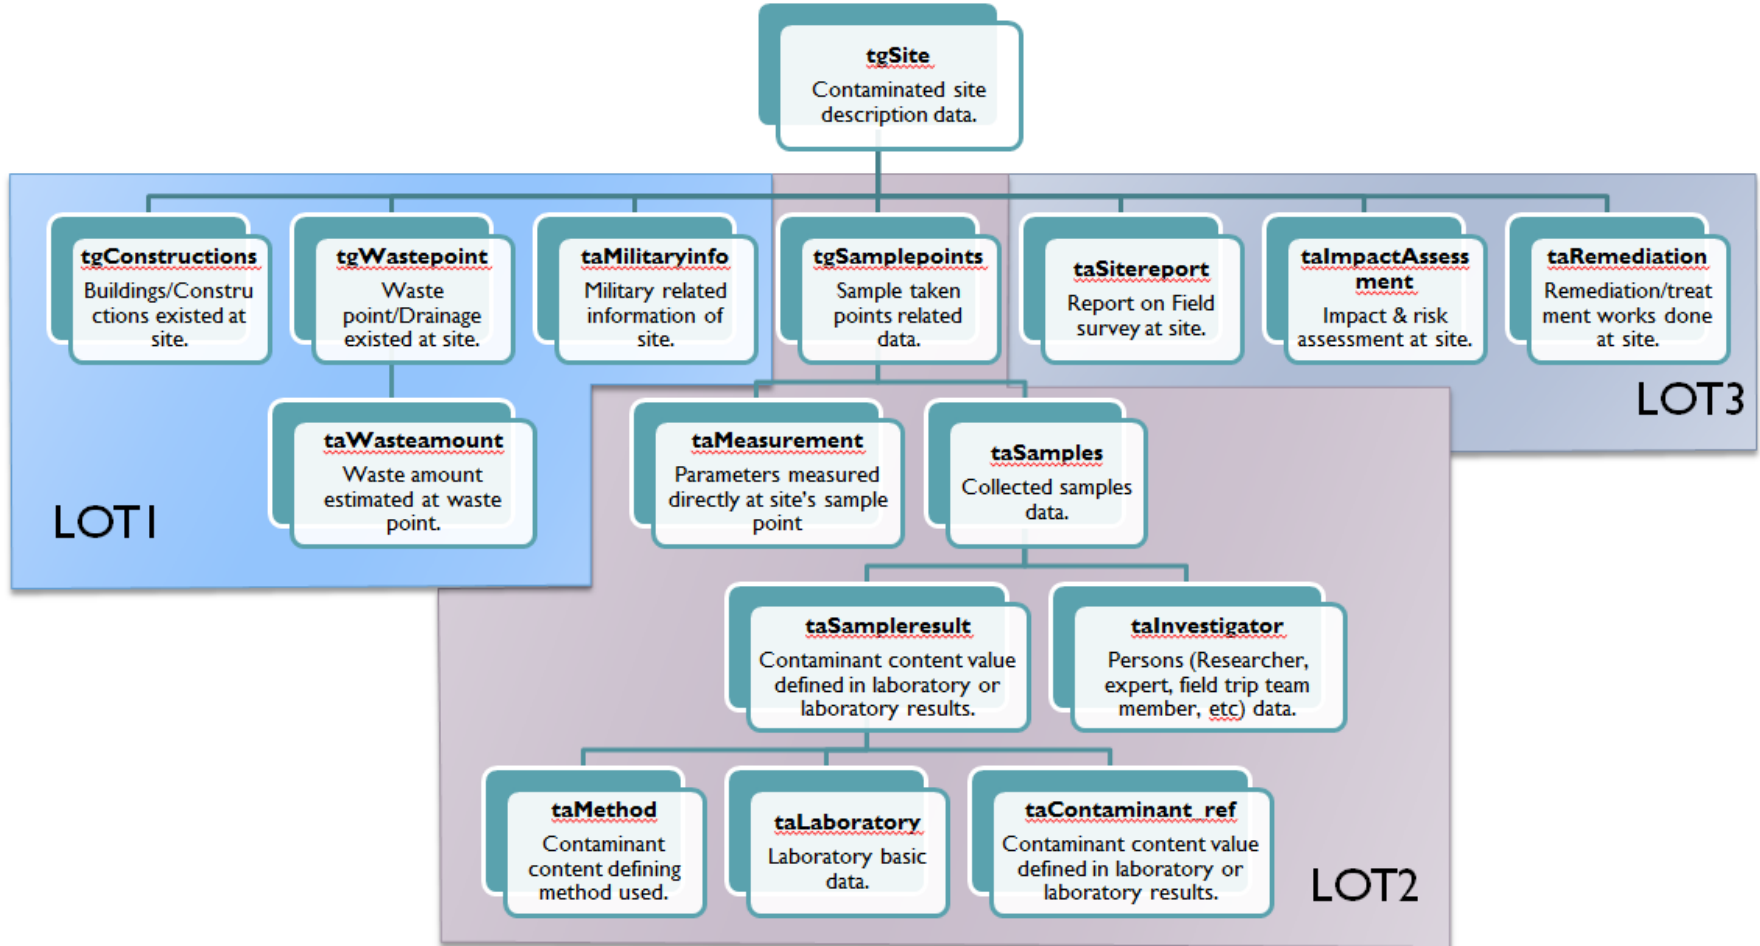 tgSite
Contaminated site
description data.
tgConstructions
Buildings/Constru
ctions existed at
site.
tgWastepoint
Waste
point/Drainage
existed at site.
taMilitaryinfo
Military related
information of
site.
tgSamplepoints
Sample taken
points related
data.
taSitereport
Report on Field
survey at site.
taImpactAssess
ment
Impact & risk
assessment at site.
taRemediation
Remediation/treat
ment works done
at site.
LOT3
taWasteamount
Waste amount
estimated at waste
point.
LOT1
taMeasurement
Parameters measured
directly at site's sample
point
taSamples
Collected samples
data.
taSampleresult
Contaminant content value
defined in laboratory or
laboratory results.
taInvestigator
Persons (Researcher,
expert, field trip team
member, etc) data.
taMethod
Contaminant
content defining
method used.
taLaboratory
Laboratory basic
data.
taContaminant_ref
Contaminant content value
defined in laboratory or
laboratory results.
LOT2